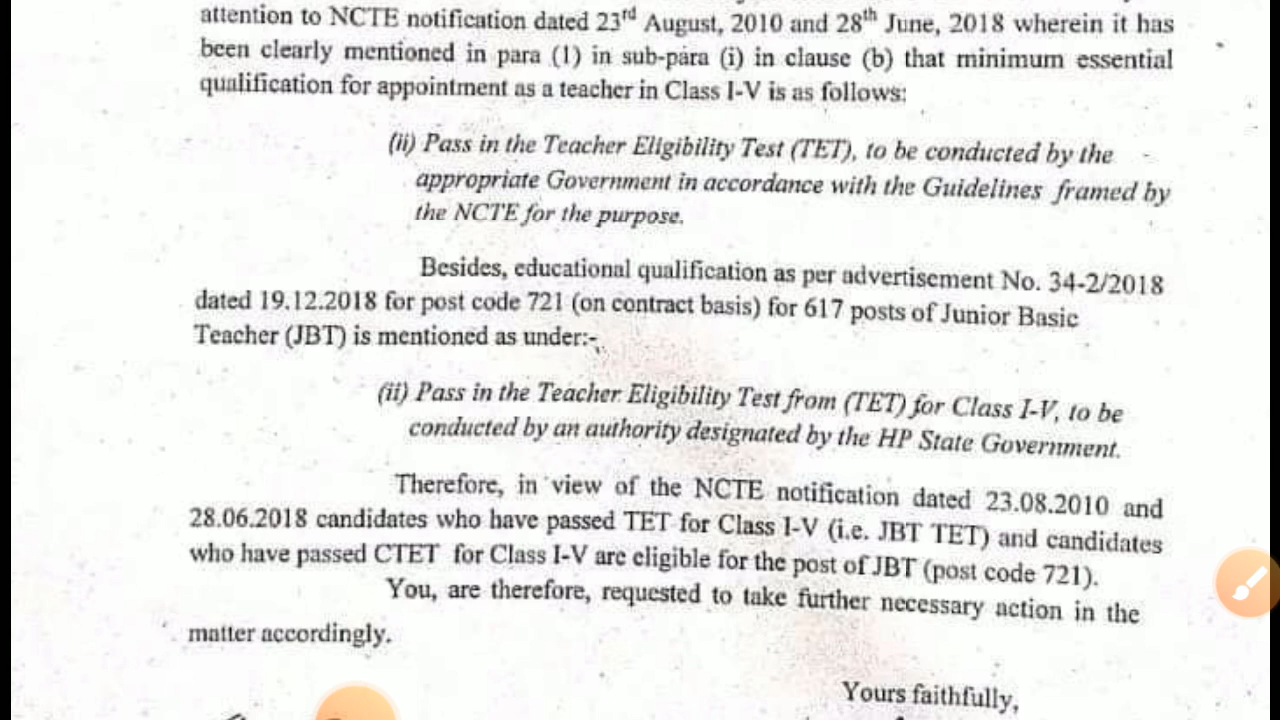 attention to NCTE notification dated 23rd August, 2010 and 28th June, 2018 wherein it has
been clearly mentioned in para (1) in sub-para (i) in clause (b) that minimum essential
qualification for appointment as a teacher in Class I-V is as follows:
(ii) Pass in the Teacher Eligibility Test (TET), to be conducted by the
appropriate Government in accordance with the Guidelines framed by
the NCTE for the purpose.
Besides, educational qualification as per advertisement No. 34-2/2018
dated 19.12.2018 for post code 721 (on contract basis) for 617 posts of Junior Basic
Teacher (JBT) is mentioned as under:-
(ii) Pass in the Teacher Eligibility Test from (TET) for Class I-V, to be
conducted by an authority designated by the HP State Government.
Therefore, in view of the NCTE notification dated 23.08.2010 and
28.06.2018 candidates who have passed TET for Class I-V (i.e. JBT TET) and candidates
who have passed CTET for Class I-V are eligible for the post of JBT (post code 721).
You, are therefore, requested to take further necessary action in the
matter accordingly.
Yours faithfully,